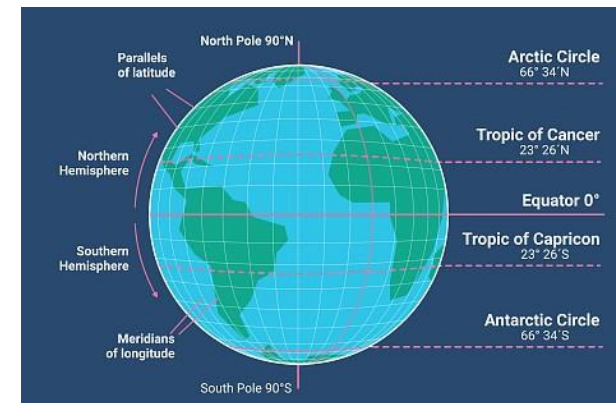 North Pole 90°N
Parallels
of latitude
Northern
Hemisphere
Southern
Hemisphere
Meridians
of longitude
South Pole 90°S
Arctic Circle
66° 34´N
Tropic of Cancer
23° 26´N
Equator 0°
Tropic of Capricon
23° 26´S
Antarctic Circle
66° 34´S